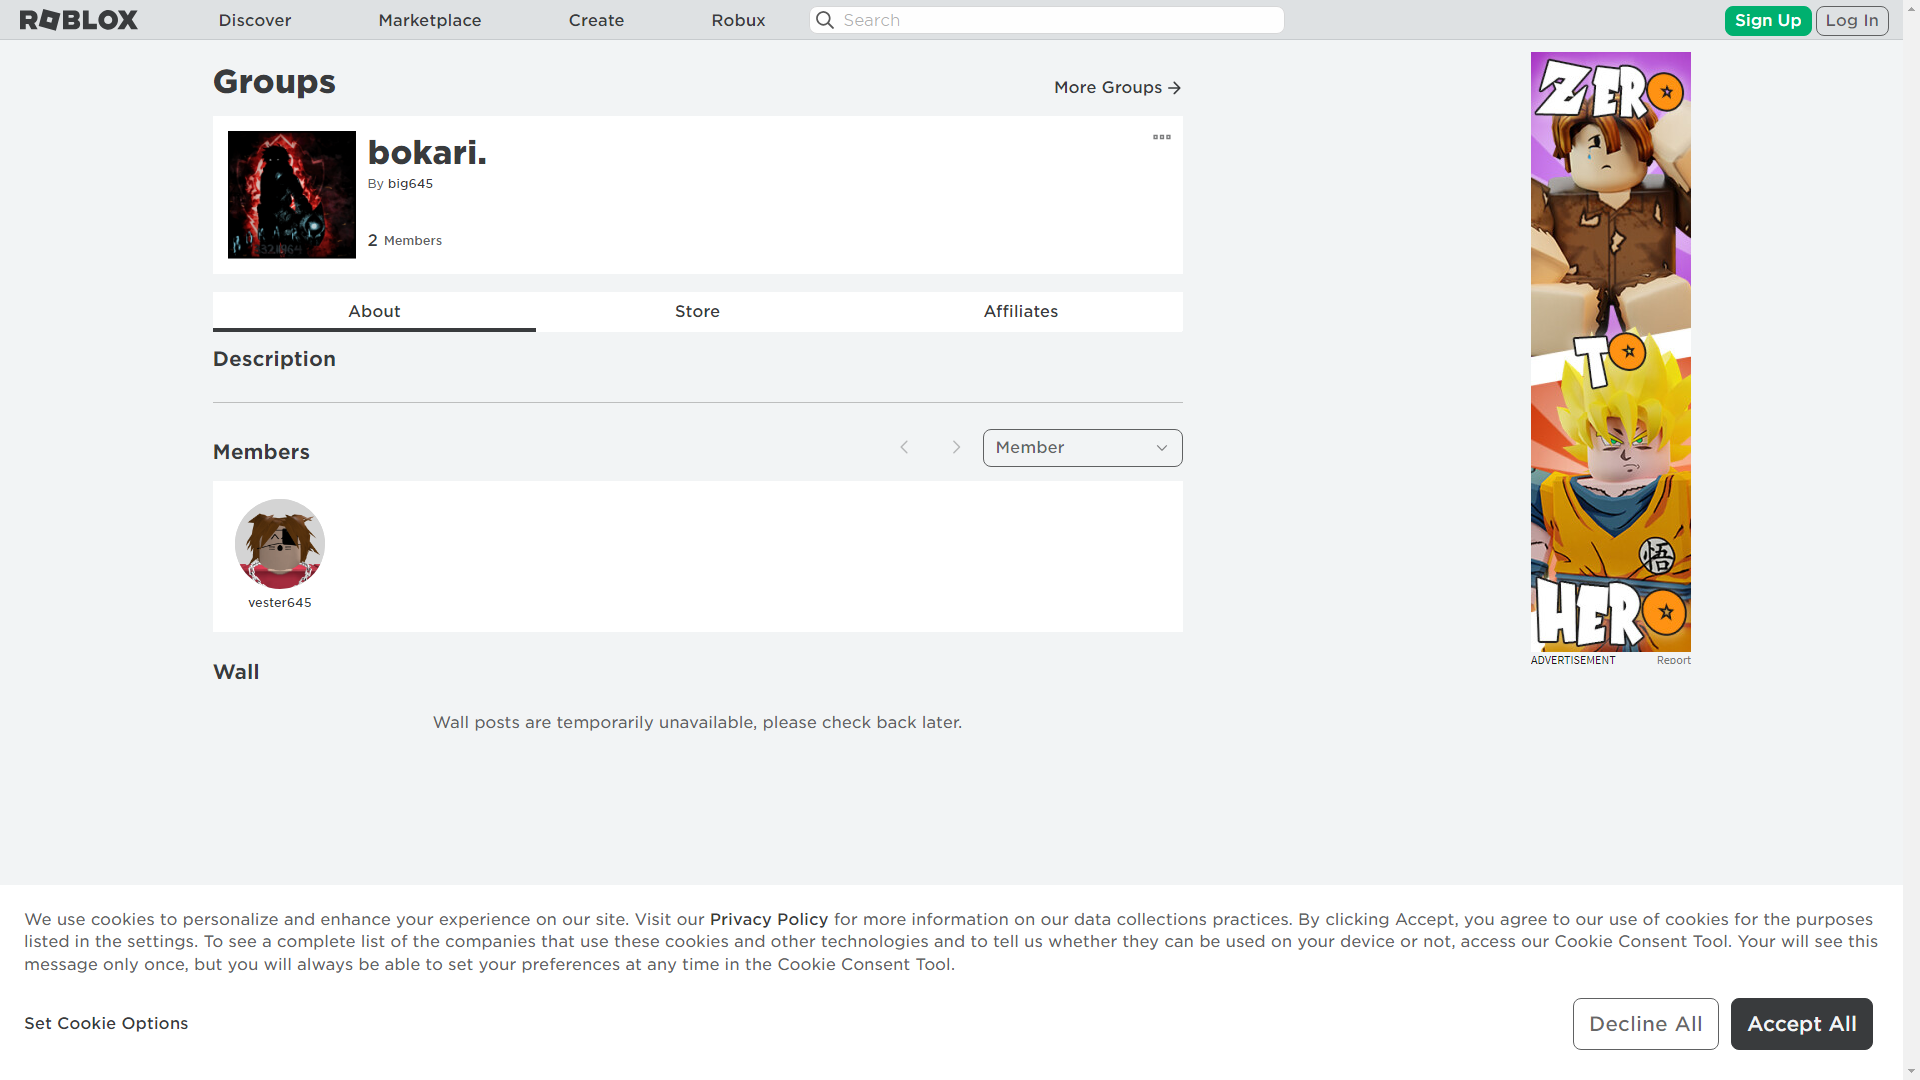 ROBLOX Discover Marketplace Create Robux Search Sign Up Log In
Groups More Groups
bokari.
By big645
2 Members
About Store Affiliates
Description
Members Member
vester645
Wall
Wall posts are temporarily unavailable, please check back later.
ZERO
TO
悟
HERO
ADVERTISEMENT Report
We use cookies to personalize and enhance your experience on our site. Visit our Privacy Policy for more information on our data collections practices. By clicking Accept, you agree to our use of cookies for the purposes
listed in the settings. To see a complete list of the companies that use these cookies and other technologies and to tell us whether they can be used on your device or not, access our Cookie Consent Tool. Your will see this
message only once, but you will always be able to set your preferences at any time in the Cookie Consent Tool.
Set Cookie Options Decline All Accept All